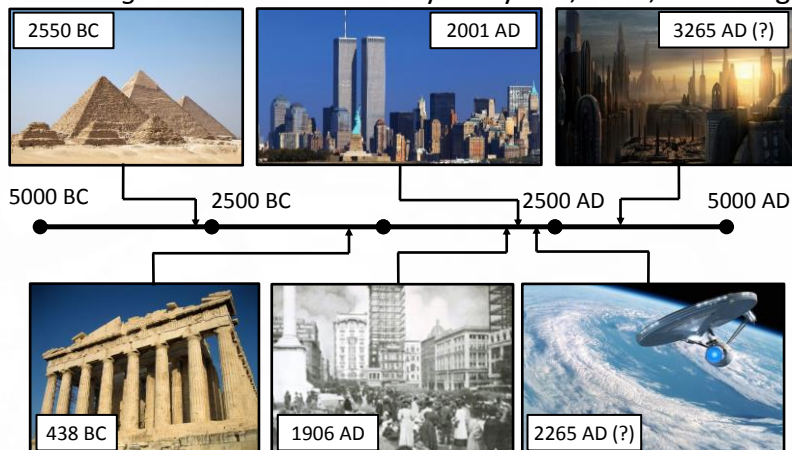 2550 BC
2001 AD
3265 AD (?)
5000 BC
2500 BC
2500 AD
5000 AD
438 BC
1906 AD
2265 AD (?)